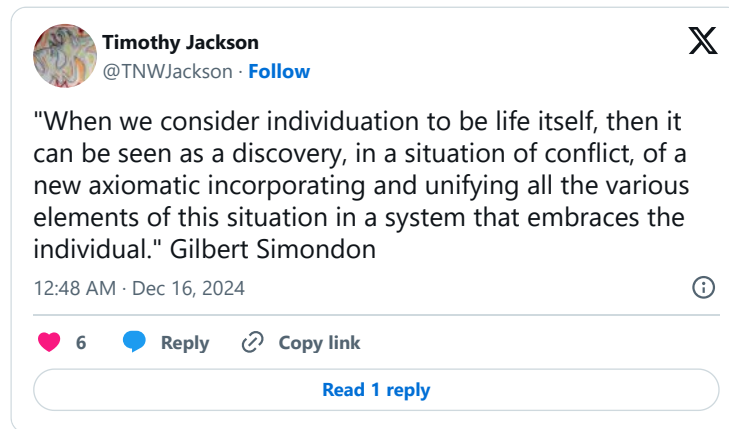 Timothy Jackson
@TNWJackson · Follow
"When we consider individuation to be life itself, then it
can be seen as a discovery, in a situation of conflict, of a
new axiomatic incorporating and unifying all the various
elements of this situation in a system that embraces the
individual." Gilbert Simondon
12:48 AM · Dec 16, 2024
6 Reply Copy link
Read 1 reply